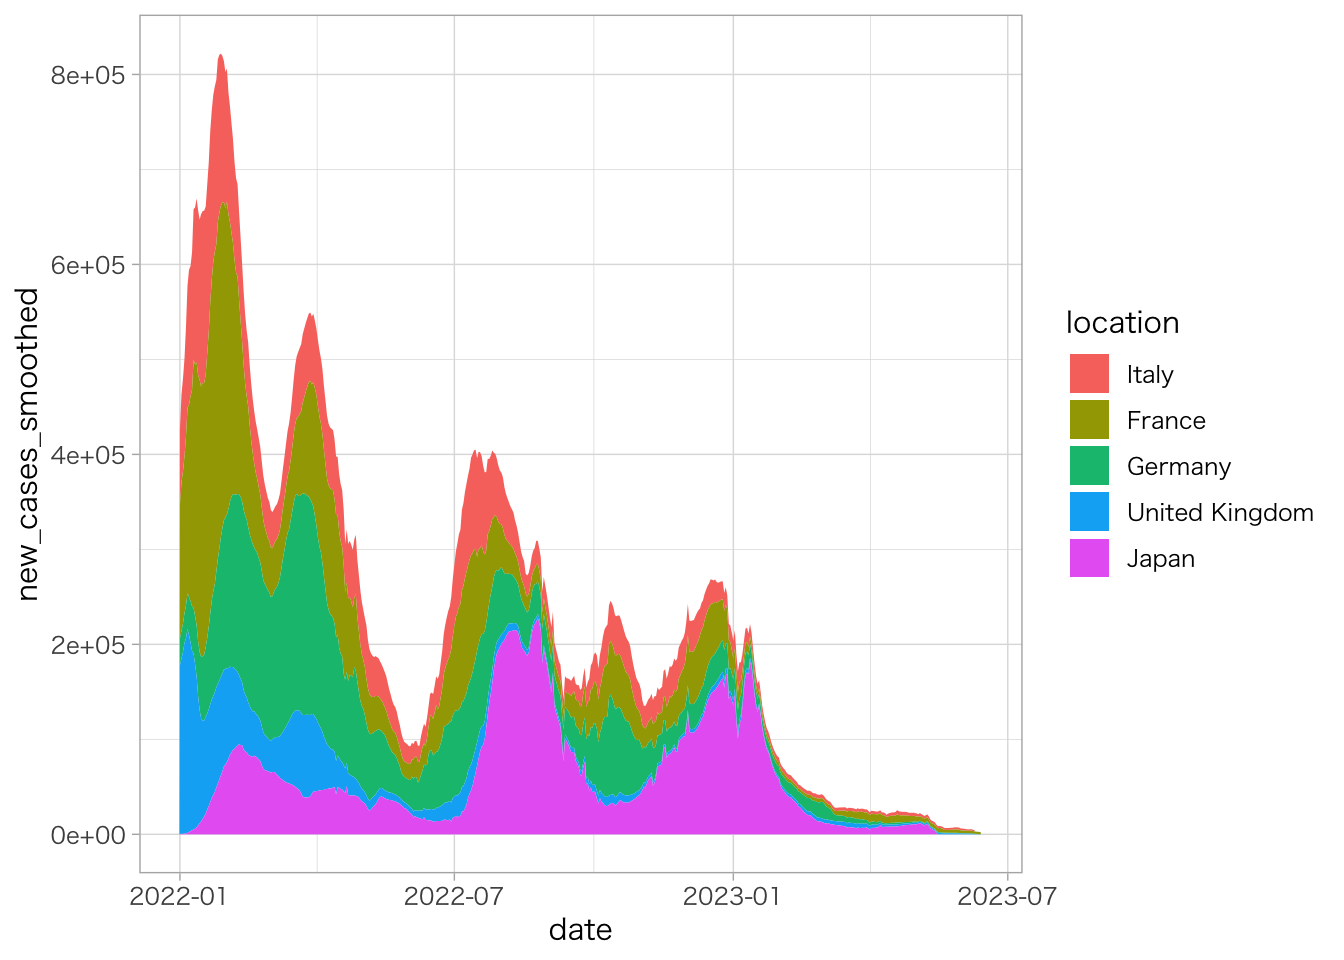 8e+05
6e+05
4e+05
2e+05
0e+00
new_cases_smoothed
2022-01
2022-07
2023-01
2023-07
date
location
Italy
France
Germany
United Kingdom
Japan